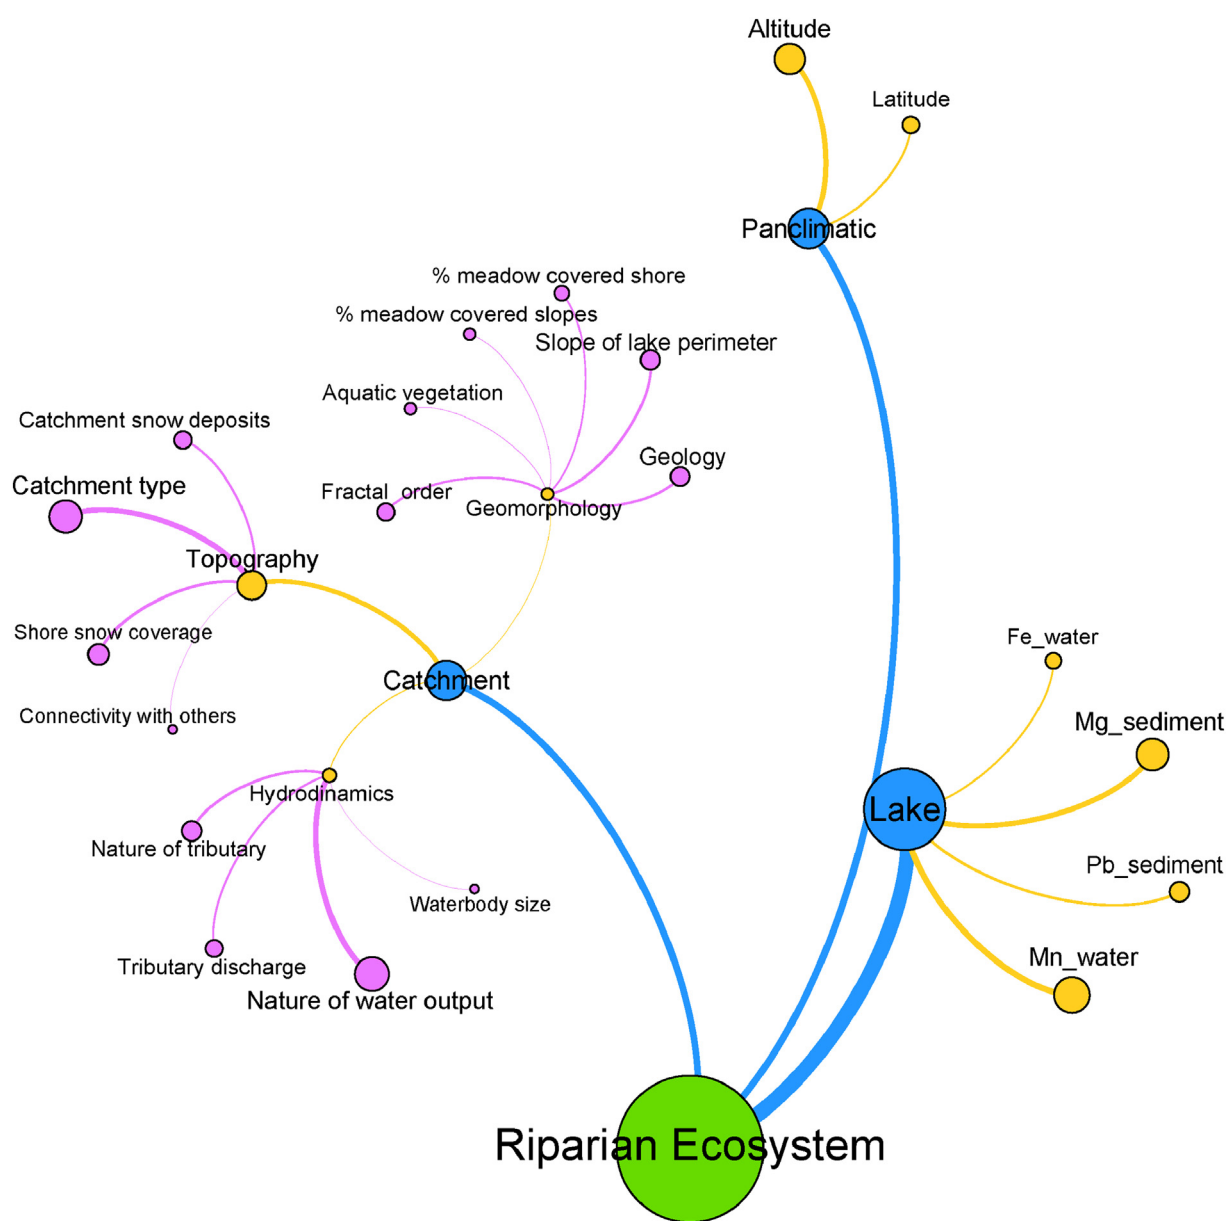 Altitude
Latitude
Panclimatic
% meadow covered shore
% meadow covered slopes
Slope of lake perimeter
Aquatic vegetation
Catchment snow deposits
Geology
Catchment type
Fractal order
Geomorphology
Topography
Shore snow coverage
Fe_water
Catchment
Connectivity with others
Mg_sediment
Hydrodinamics
Lake
Nature of tributary
Pb_sediment
Waterbody size
Mn_water
Tributary discharge
Nature of water output
Riparian Ecosystem